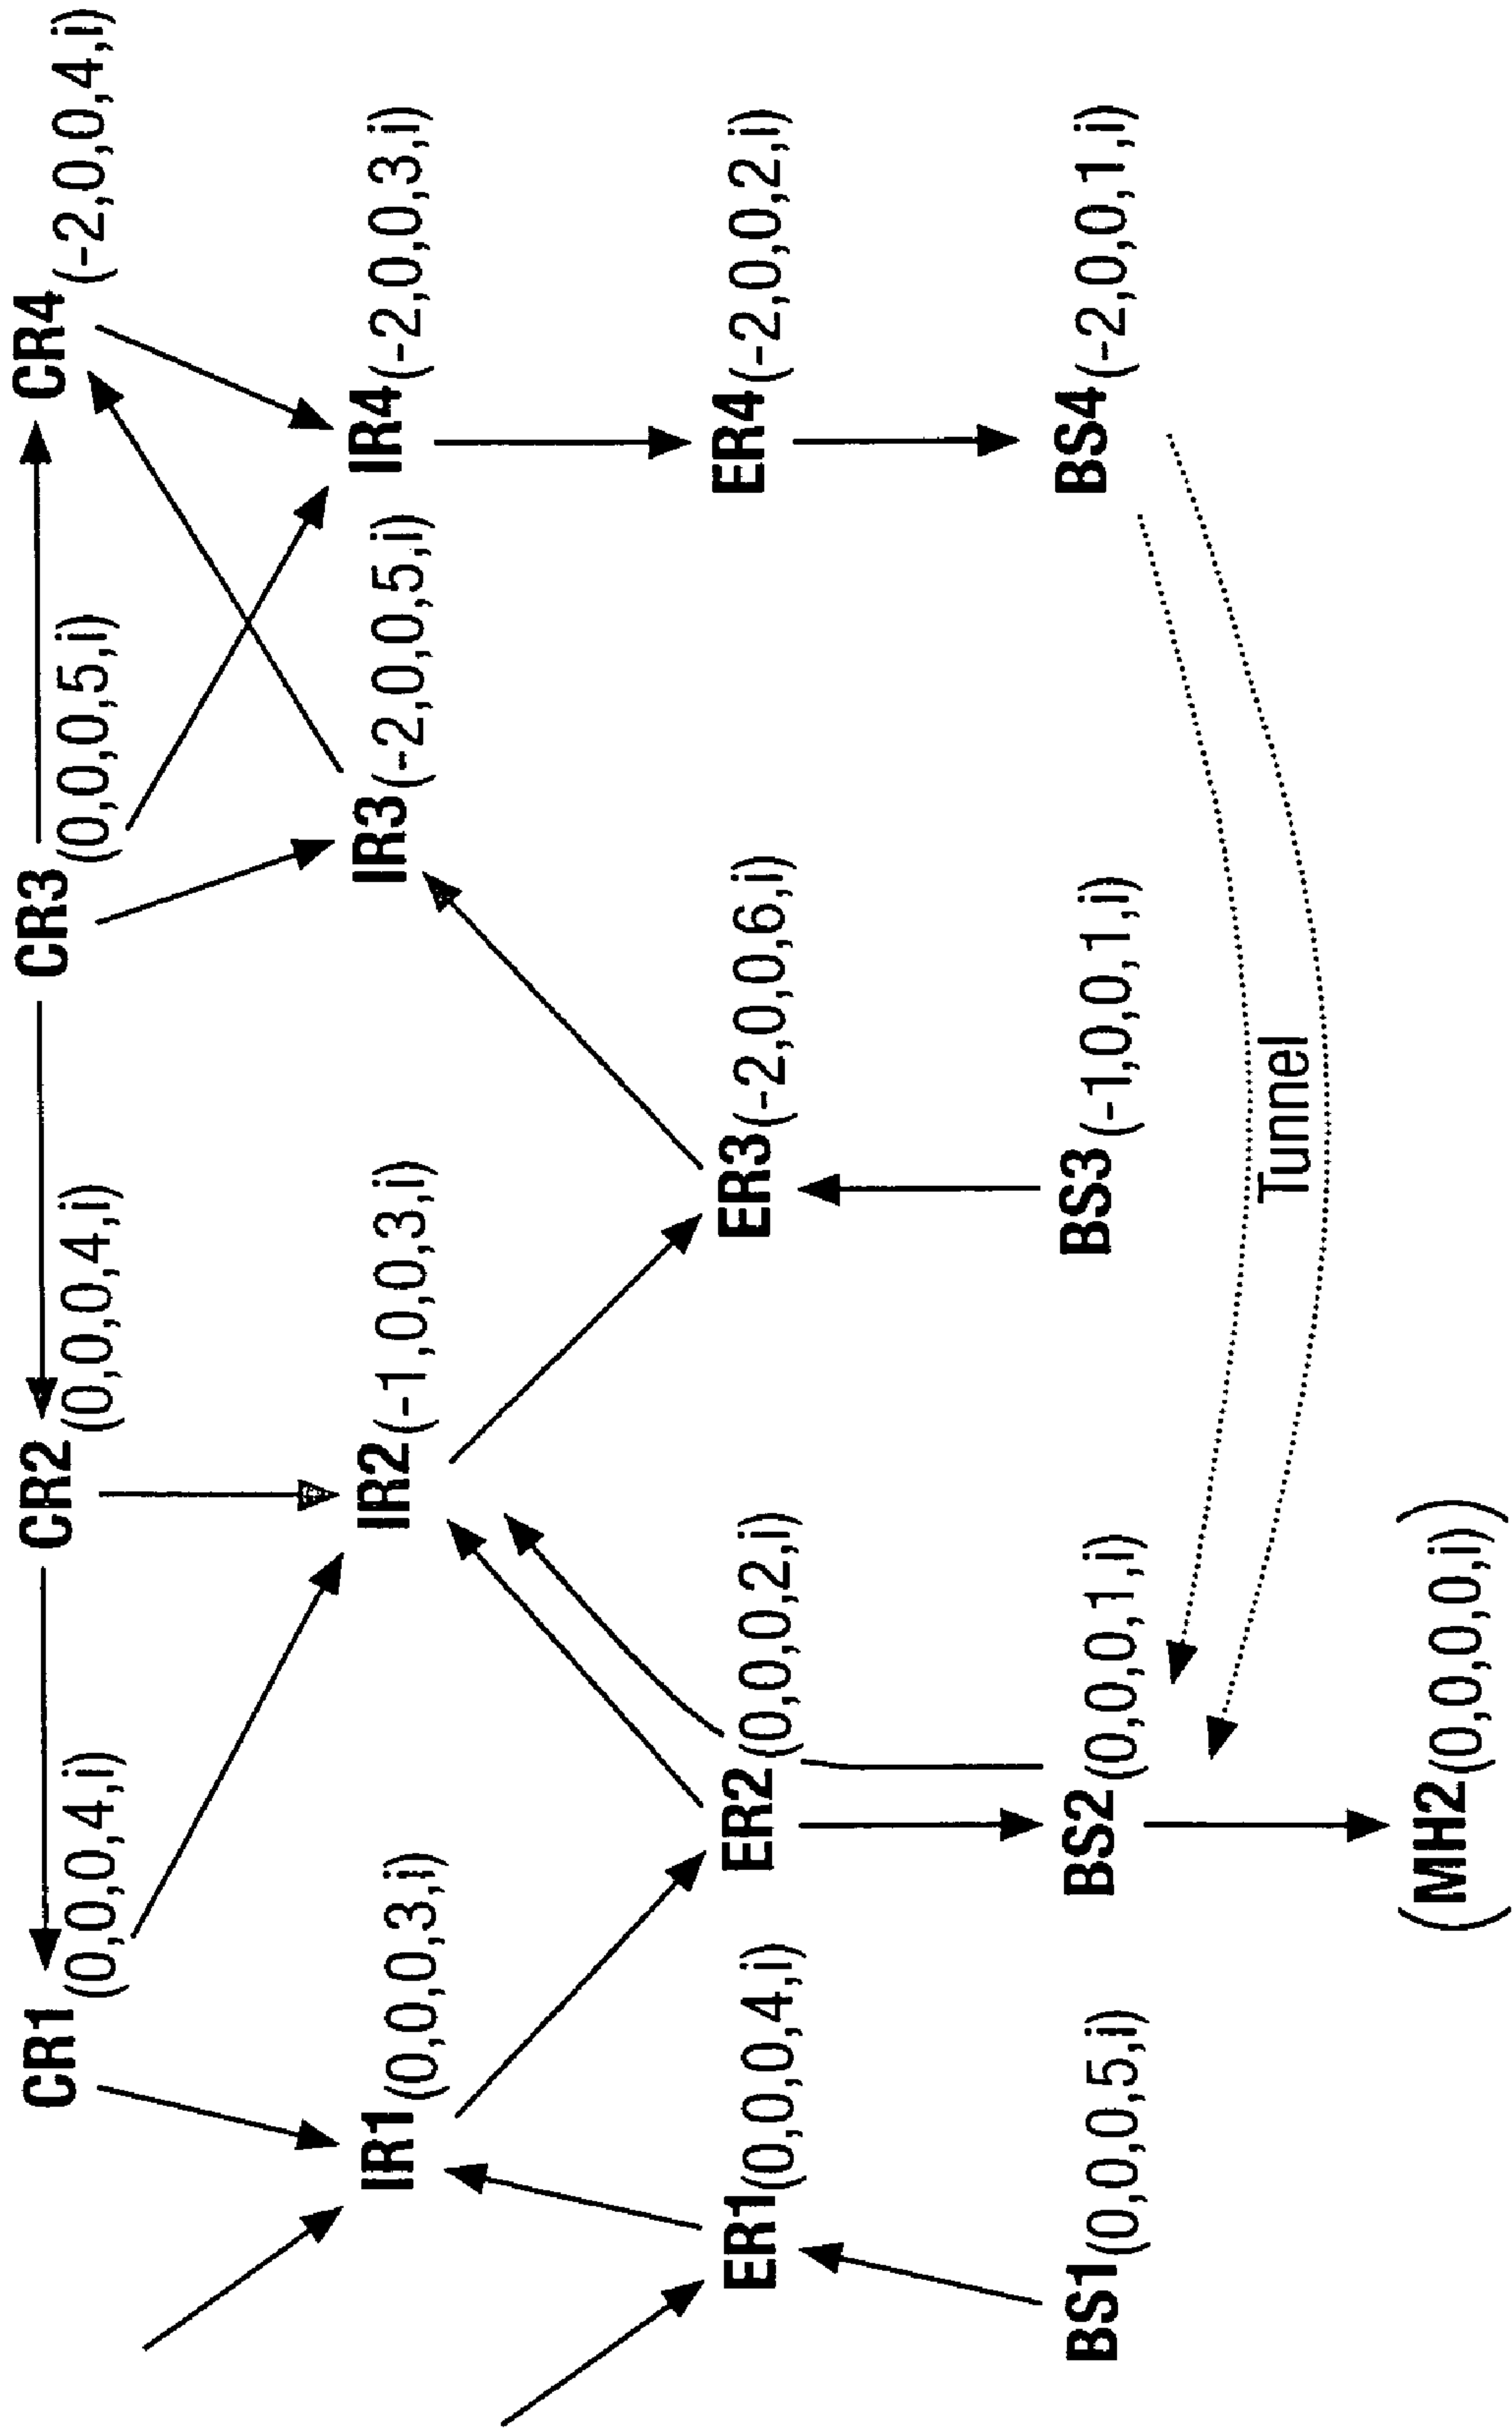 CR1(0,0,0,4,i)
CR2(0,0,0,4,i)
CR3(0,0,0,5,i)
CR4(-2,0,0,4,i)
IR1(0,0,0,3,i)
IR2(-1,0,0,3,i)
IR3(-2,0,0,5,i)
IR4(-2,0,0,3,i)
ER1(0,0,0,4,i)
ER2(0,0,0,2,i)
ER3(-2,0,0,6,i)
ER4(-2,0,0,2,i)
BS1(0,0,0,5,i)
BS2(0,0,0,1,i)
BS3(-1,0,0,1,i)
BS4(-2,0,0,1,i)
Tunnel
(MH2(0,0,0,0,i))